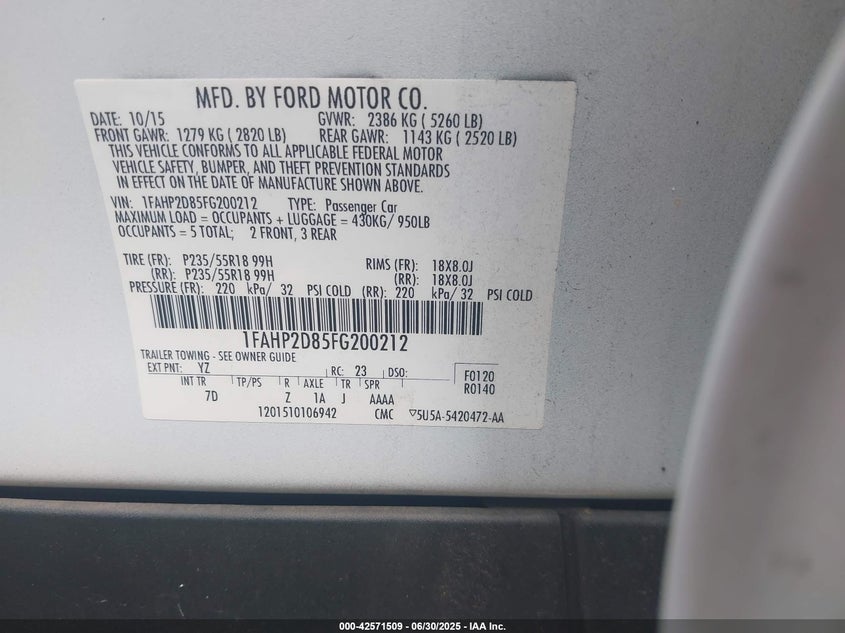 MFD. BY FORD MOTOR CO.
DATE: 10/15 GVWR: 2386 KG ( 5260 LB)
FRONT GAWR: 1279 KG ( 2820 LB) REAR GAWR: 1143 KG ( 2520 LB)
THIS VEHICLE CONFORMS TO ALL APPLICABLE FEDERAL MOTOR
VEHICLE SAFETY, BUMPER, AND THEFT PREVENTION STANDARDS
IN EFFECT ON THE DATE OF MANUFACTURE SHOWN ABOVE.
VIN: 1FAHP2D85FG200212 TYPE: Passenger Car
MAXIMUM LOAD = OCCUPANTS + LUGGAGE = 430KG/ 950LB
OCCUPANTS = 5 TOTAL; 2 FRONT, 3 REAR
TIRE (FR): P235/55R18 99H RIMS (FR): 18X8.0J
(RR): P235/55R18 99H (RR): 18X8.0J
PRESSURE (FR): 220 kPa/ 32 PSI COLD (RR): 220 kPa/ 32 PSI COLD
1FAHP2D85FG200212
TRAILER TOWING - SEE OWNER GUIDE
EXT PNT: YZ RC: 23 DSO: F0120
INT TR TP/PS R AXLE TR SPR R0140
7D Z 1A J AAAA
1201510106942 CMC ▽5U5A-5420472-AA
000-42571509 - 06/30/2025 - IAA Inc.